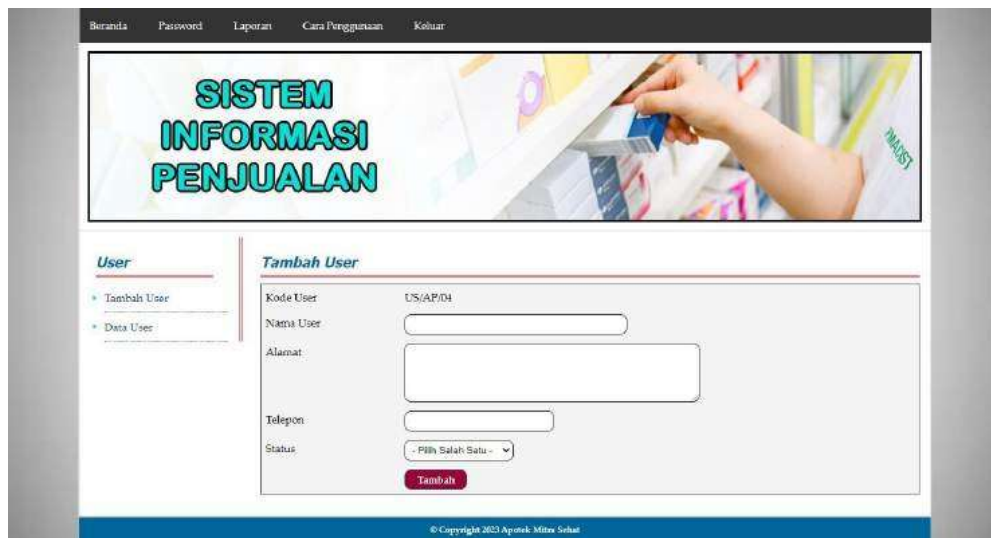 Beranda Password Laporan Cara Penggunaan Keluar
SISTEM
INFORMASI
PENJUALAN
RMACIST
User
Tambah User
Data User
Tambah User
Kode User US/AP/04
Nama User
Alamat
Telepon
Status - Pilih Salah Satu -
Tambah
© Copyright 2023 Apotek Mitra Sehat